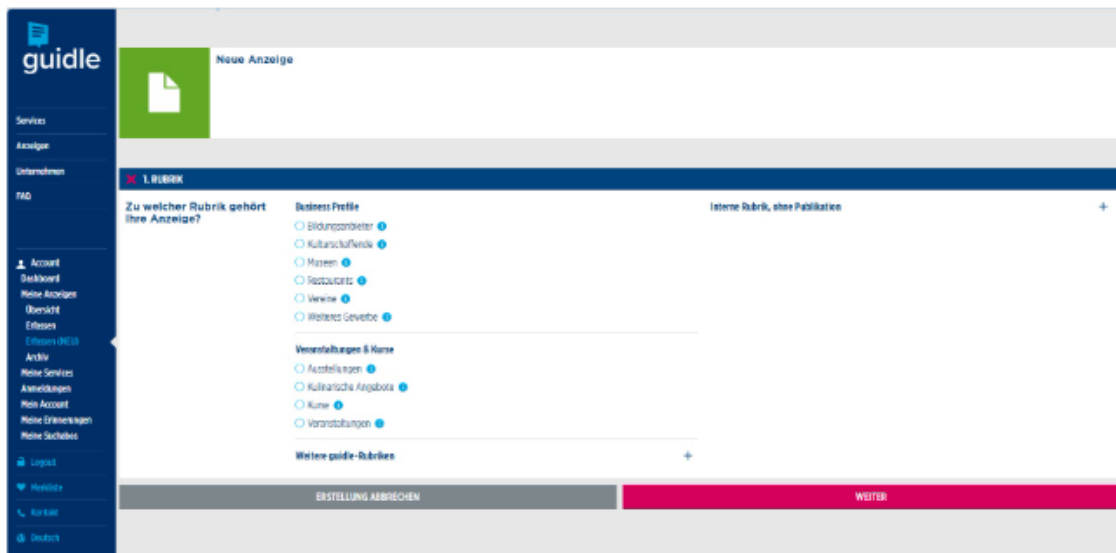 guidle
Services
Anzeigen
Unternehmen
FAQ
Account
Dashboard
Meine Anzeigen
Übersicht
Erfassen
Erfassen (NEU)
Archiv
Meine Services
Anmeldungen
Mein Account
Meine Erinnerungen
Meine Suchabos
Logout
Merkliste
Kontakt
Deutsch
Neue Anzeige
1. RUBRIK
Zu welcher Rubrik gehört
Ihre Anzeige?
Business Profile
Bildungsanbieter
Kulturschaffende
Museen
Restaurants
Vereine
Weiteres Gewerbe
Veranstaltungen & Kurse
Ausstellungen
Kulinarische Angebote
Kurse
Veranstaltungen
Weitere guidle-Rubriken +
Interne Rubrik, ohne Publikation +
ERSTELLUNG ABBRECHEN
WEITER